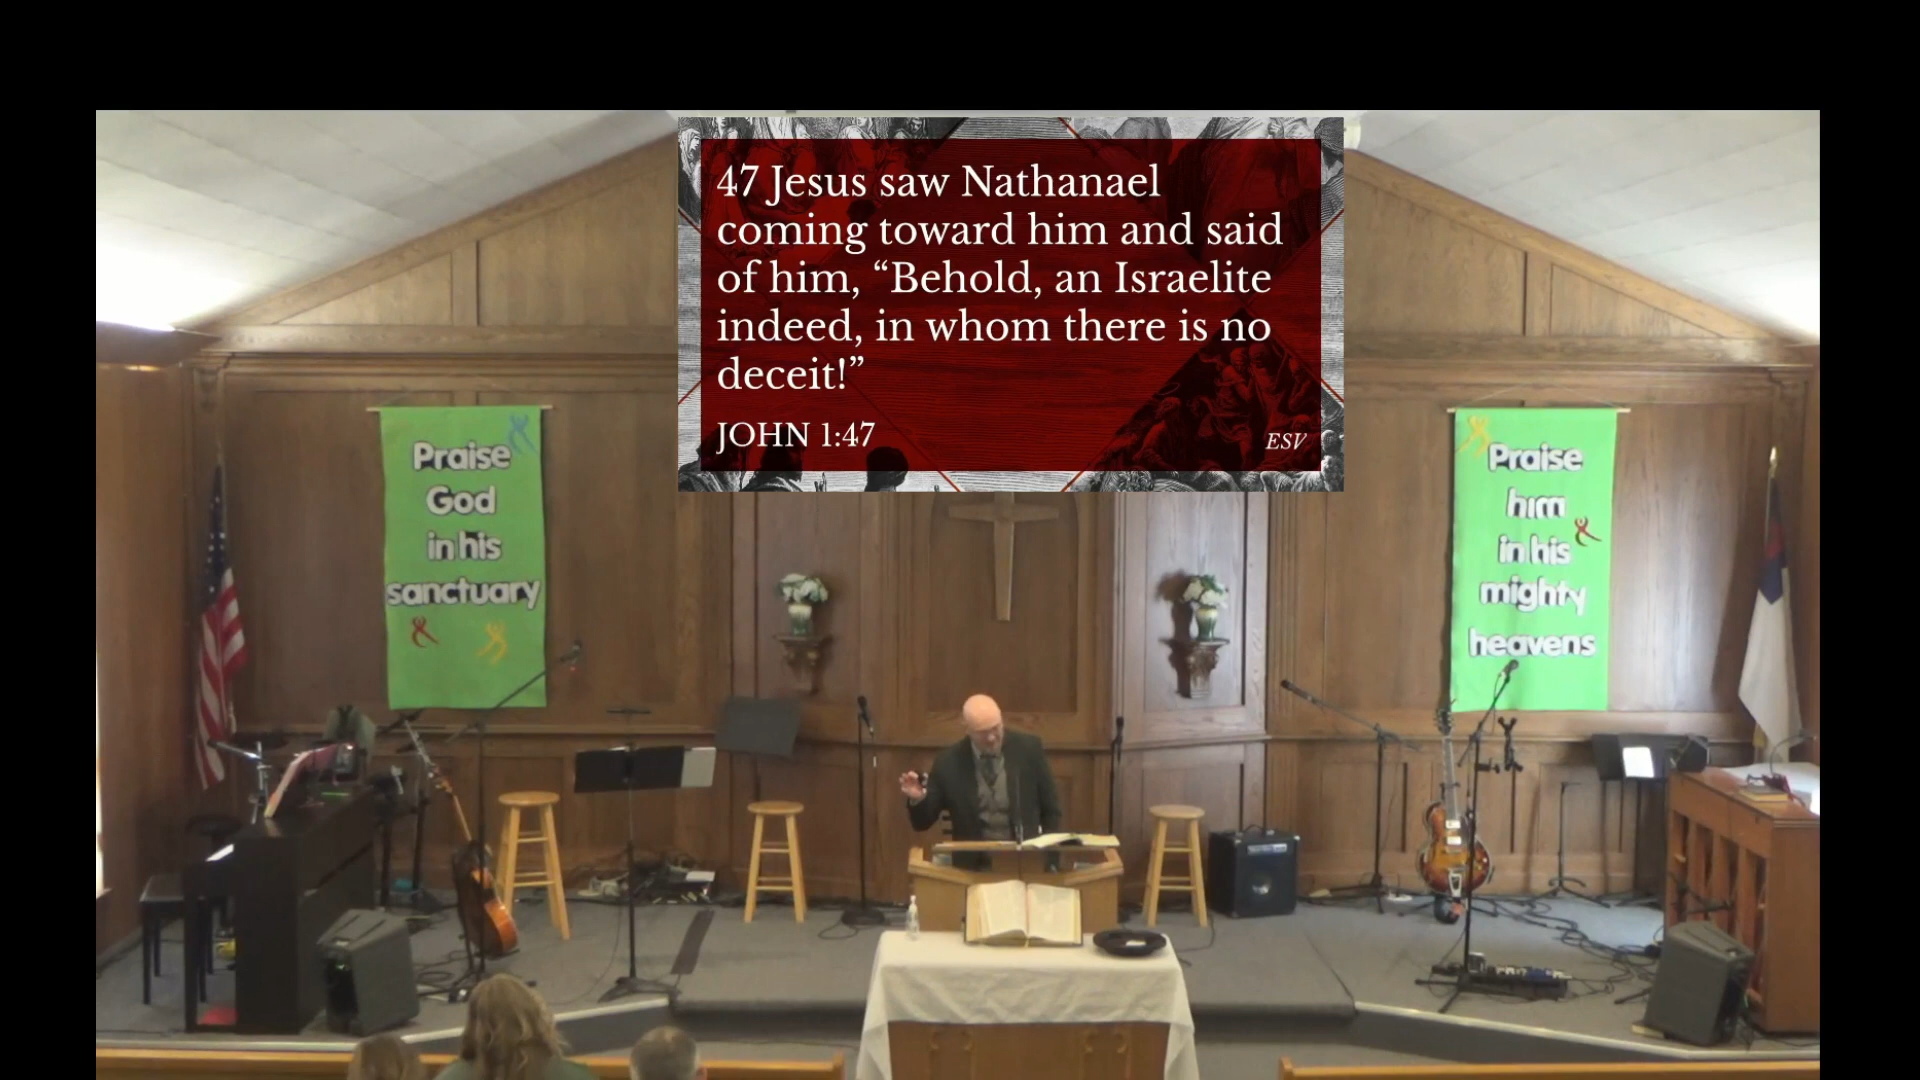 47 Jesus saw Nathanael
coming toward him and said
of him, “Behold, an Israelite
indeed, in whom there is no
deceit!”
JOHN 1:47
ESV
Praise
God
in his
sanctuary
Praise
him
in his
mighty
heavens